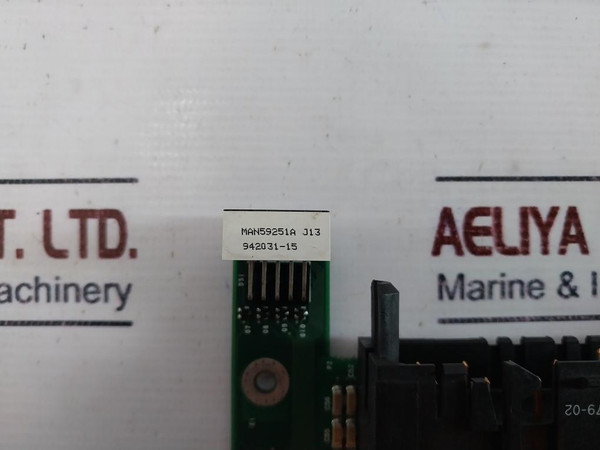 T. LTD.
achinery
AELIYA
Marine & I
MAN59251A J13
942031-15
79-02